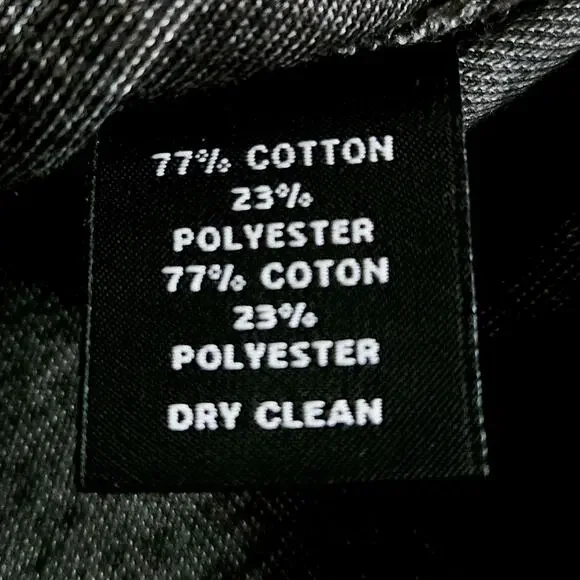 77% COTTON
23%
POLYESTER
77% COTON
23%
POLYESTER
DRY CLEAN